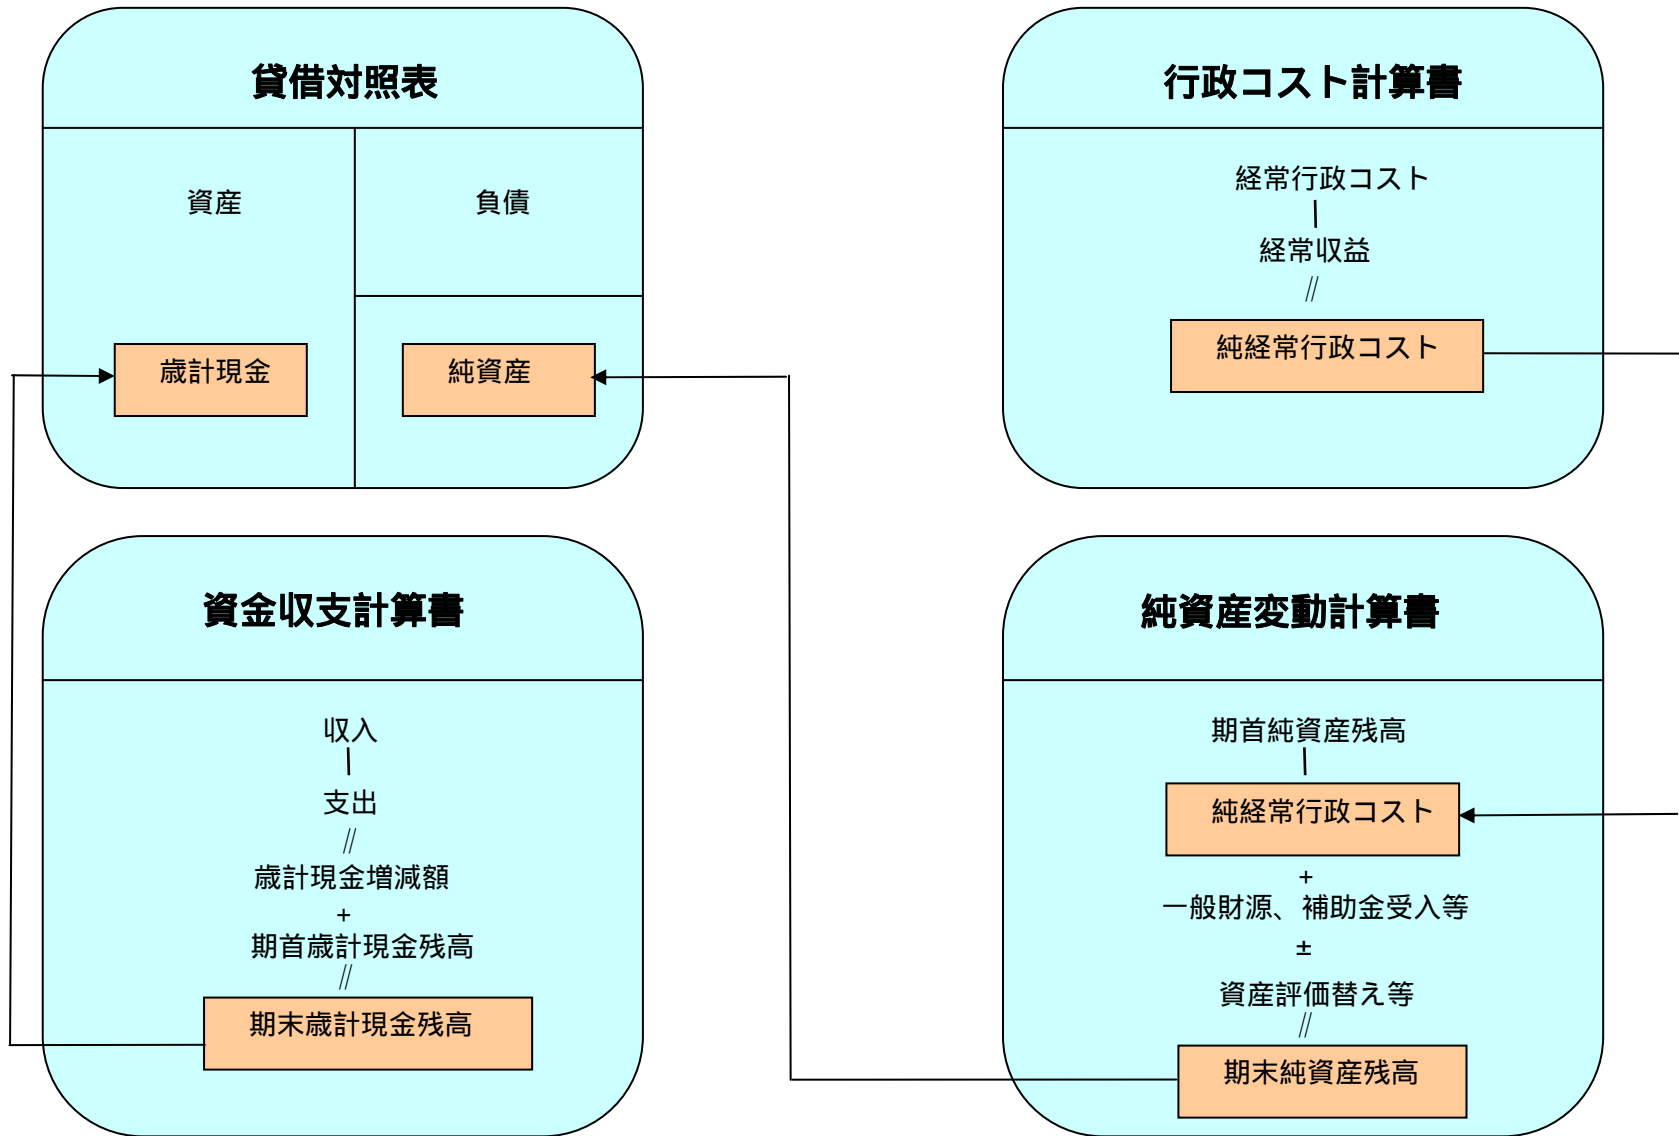 貸借対照表
資産
負債
歳計現金
純資産
行政コスト計算書
経常行政コスト
|
経常収益
//
純経常行政コスト
資金収支計算書
収入
|
支出
//
歳計現金増減額
+
期首歳計現金残高
//
期末歳計現金残高
純資産変動計算書
期首純資産残高
|
純経常行政コスト
+
一般財源、補助金受入等
±
資産評価替え等
//
期末純資産残高